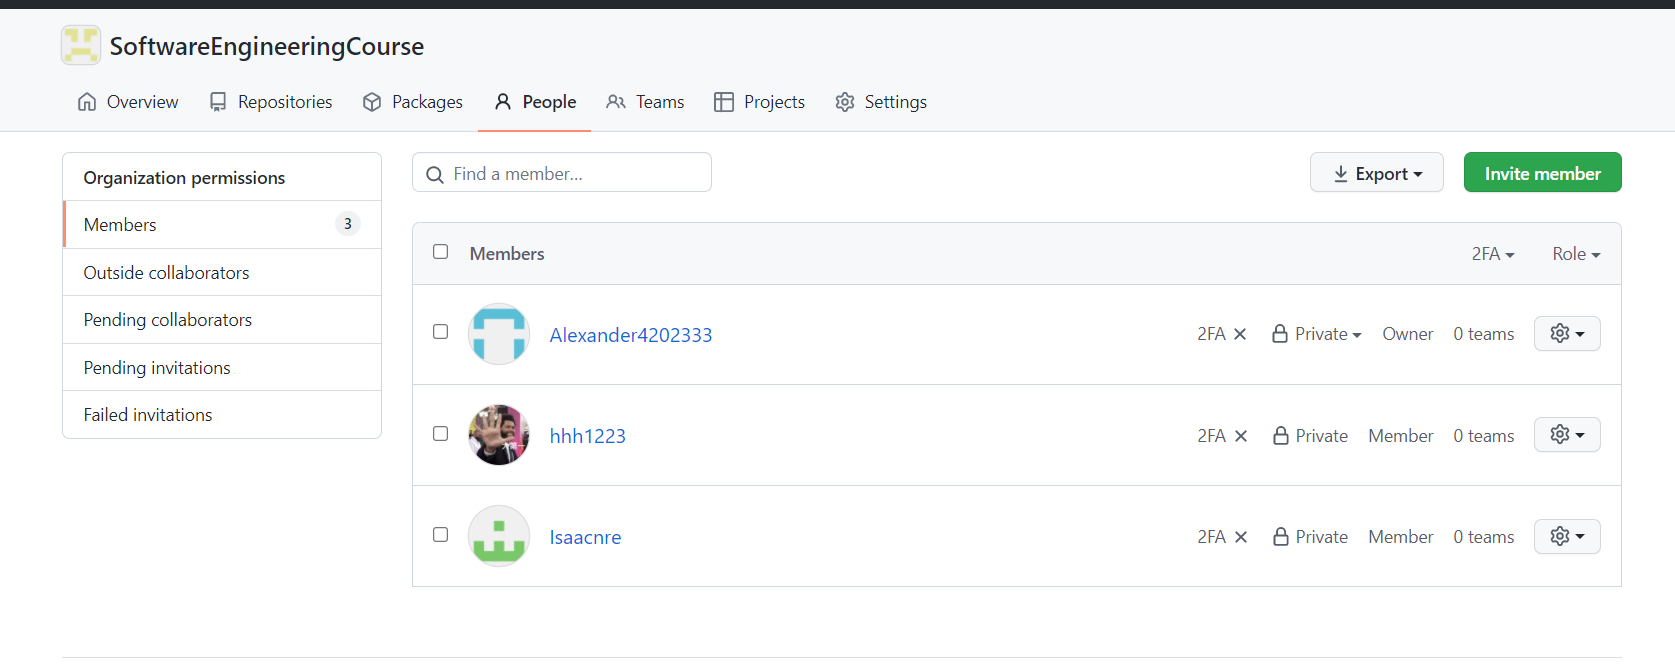 SoftwareEngineeringCourse
Overview Repositories Packages People Teams Projects Settings
Organization permissions
Members 3
Outside collaborators
Pending collaborators
Pending invitations
Failed invitations
Find a member...
Export
Invite member
Members 2FA Role
Alexander4202333 2FA Private Owner 0 teams
hhh1223 2FA Private Member 0 teams
Isaacnre 2FA Private Member 0 teams